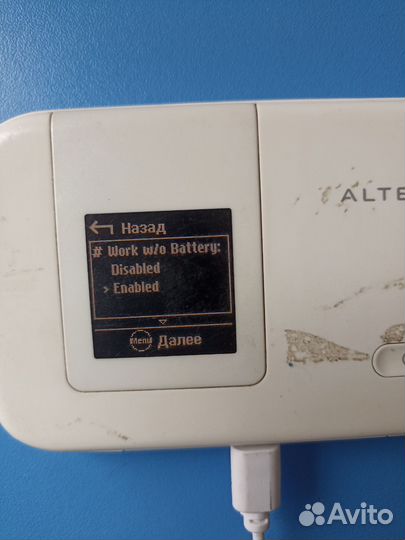 Назад
# Work w/o Battery:
Disabled
> Enabled
Menu Далее
ALTE
Avito